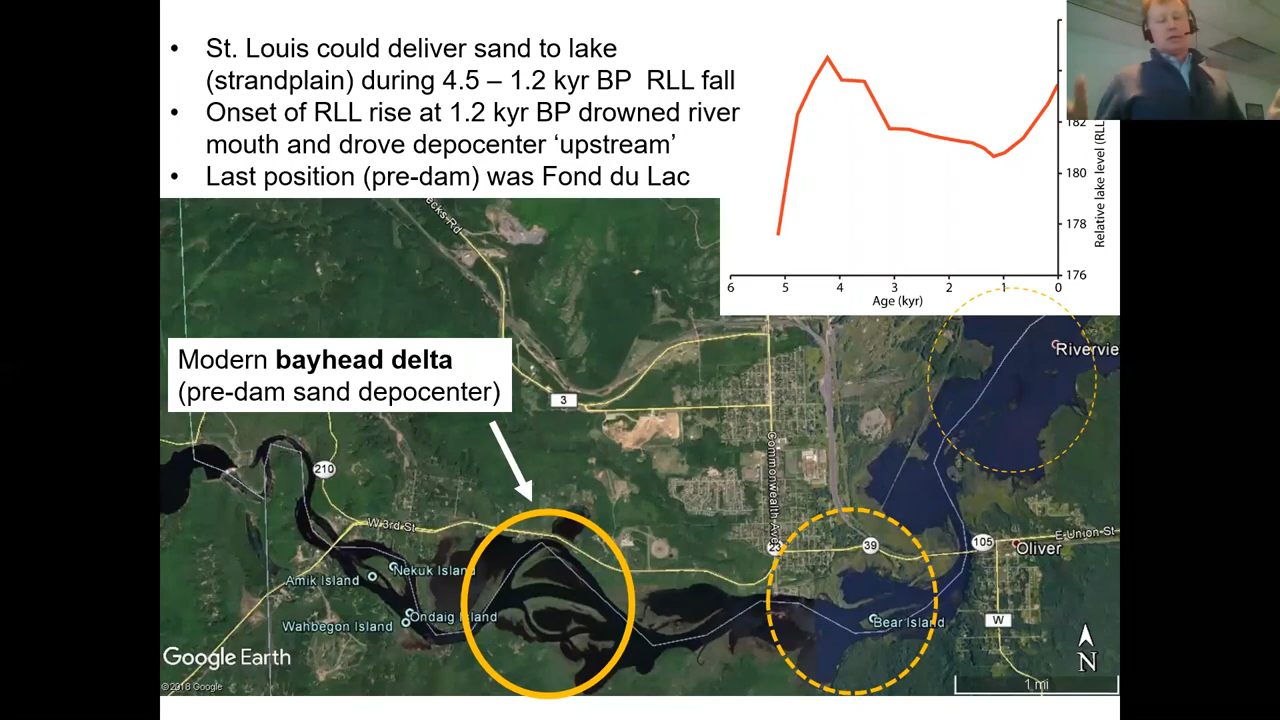 • St. Louis could deliver sand to lake
(strandplain) during 4.5 – 1.2 kyr BP RLL fall
• Onset of RLL rise at 1.2 kyr BP drowned river
mouth and drove depocenter ‘upstream’
• Last position (pre-dam) was Fond du Lac
182
180
178
176
Relative lake level (RLL
6 5 4 3 2 1 0
Age (kyr)
ecks Rd
Rivervie
Modern bayhead delta
(pre-dam sand depocenter)
3
Commonwealth Ave
210
W 3rd St
23
39
105
E Union St
Oliver
Nekuk Island
Amik Island
Ondaig Island
Wahbegon Island
Bear Island
W
N
Google Earth
©2018 Google
1 mi